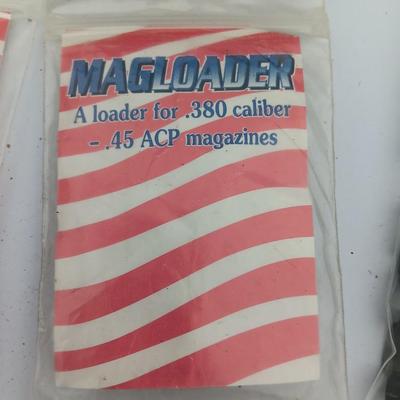 MAGLOADER
A loader for .380 caliber
- .45 ACP magazines